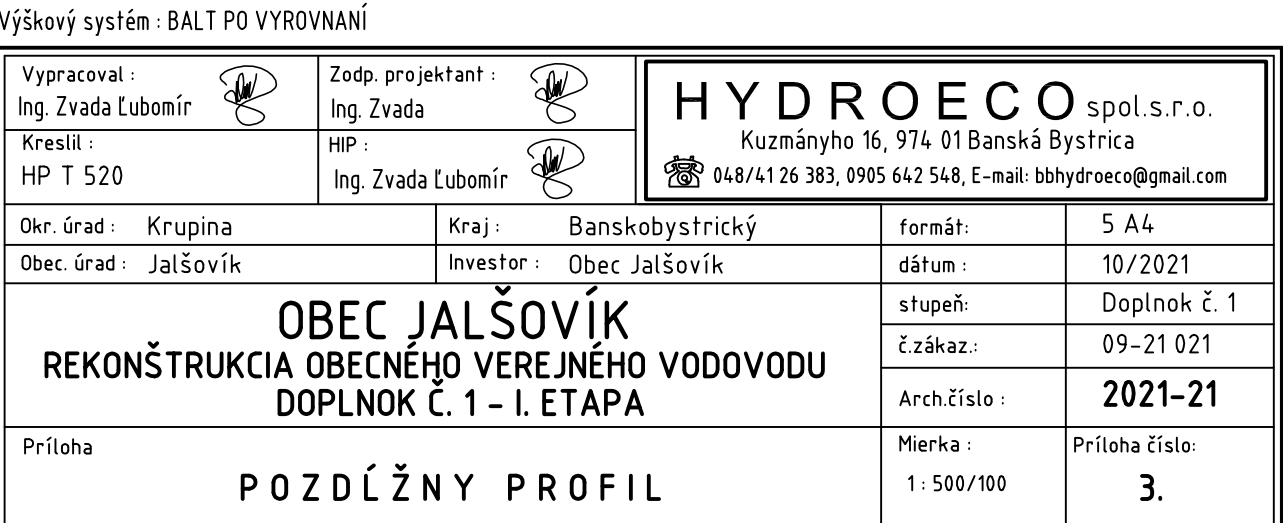 Výškový systém : BALT PO VYROVNANÍ
Vypracoval :
Ing. Zvada Ľubomír
Zodp. projektant :
Ing. Zvada
HYDROECO spol.s.r.o.
Kuzmányho 16, 974 01 Banská Bystrica
048/41 26 383, 0905 642 548, E-mail: bbhydroeco@gmail.com
Kreslil :
HP T 520
HIP :
Ing. Zvada Ľubomír
Okr. úrad : Krupina
Kraj : Banskobystrický
formát: 5 A4
Obec. úrad : Jalšovík
Investor : Obec Jalšovík
dátum : 10/2021
OBEC JALŠOVÍK
REKONŠTRUKCIA OBECNÉHO VEREJNÉHO VODOVODU
DOPLNOK Č. 1 - I. ETAPA
stupeň: Doplnok č. 1
č.zákaz.: 09-21 021
Arch.číslo : 2021-21
Príloha
POZDĹŽNY PROFIL
Mierka :
1 : 500/100
Príloha číslo:
3.